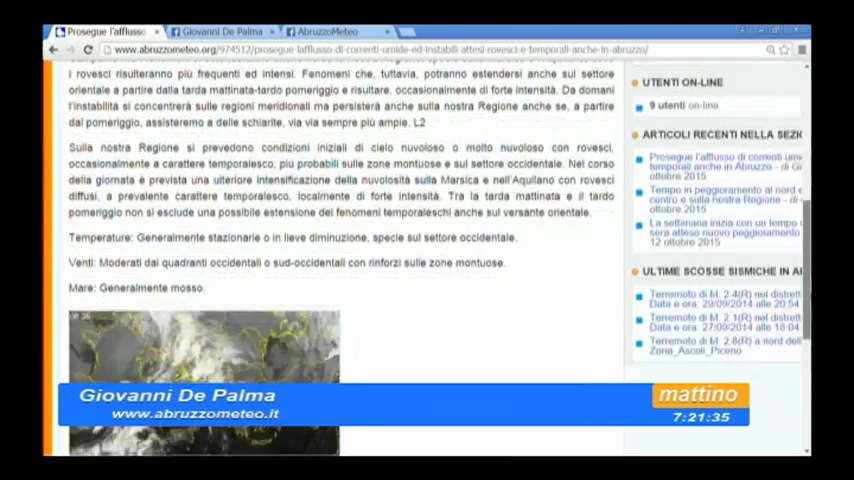 Prosegue l'afflusso
Giovanni De Palma
AbruzzoMeteo
www.abruzzometeo.org/974512/prosegue-lafflusso-di-correnti-umide-ed-instabili-attesi-rovesci-e-temporali-anche-in-abruzzo/
i rovesci risulteranno più frequenti ed intensi. Fenomeni che, tuttavia, potranno estendersi anche sul settore
orientale a partire dalla tarda mattinata-tardo pomeriggio e risultare, occasionalmente di forte intensità. Da domani
l'instabilità si concentrerà sulle regioni meridionali ma persisterà anche sulla nostra Regione anche se, a partire
dal pomeriggio, assisteremo a delle schiarite, via via sempre più ampie. L2
Sulla nostra Regione si prevedono condizioni iniziali di cielo nuvoloso o molto nuvoloso con rovesci,
occasionalmente a carattere temporalesco, più probabili sulle zone montuose e sul settore occidentale. Nel corso
della giornata è prevista una ulteriore intensificazione della nuvolosità sulla Marsica e nell'Aquilano con rovesci
diffusi, a prevalente carattere temporalesco, localmente di forte intensità. Tra la tarda mattinata e il tardo
pomeriggio non si esclude una possibile estensione dei fenomeni temporaleschi anche sul versante orientale.
Temperature: Generalmente stazionarie o in lieve diminuzione, specie sul settore occidentale.
Venti: Moderati dai quadranti occidentali o sud-occidentali con rinforzi sulle zone montuose.
Mare: Generalmente mosso.
UTENTI ON-LINE
9 utenti on-line
ARTICOLI RECENTI NELLA SEZI
Prosegue l'afflusso di correnti umi
temporali anche in Abruzzo - di Gi
ottobre 2015
Tempo in peggioramento al nord e
centro e sulla nostra Regione - di
ottobre 2015
La settimana inizia con un tempo
sera atteso nuovo peggioramento
12 ottobre 2015
ULTIME SCOSSE SISMICHE IN A
Terremoto di M. 2.4(R) nel distrett
Data e ora: 29/09/2014 alle 20:54
Terremoto di M. 2.1(R) nel distrett
Data e ora: 27/09/2014 alle 18:04
Terremoto di M. 2.8(R) a nord del
Zona_Ascoli_Piceno
Giovanni De Palma
www.abruzzometeo.it
mattino
7:21:35